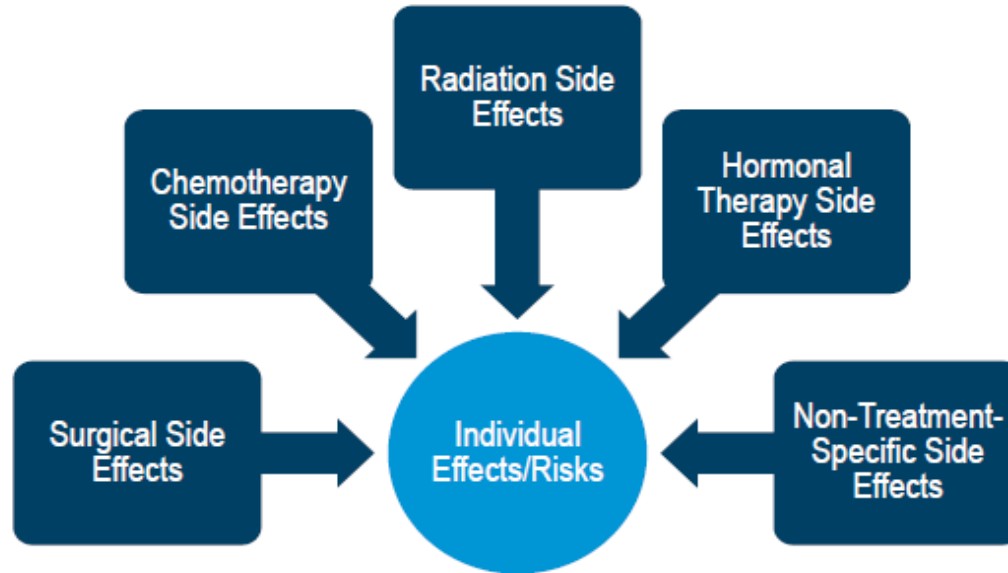 Radiation Side
Effects
Chemotherapy
Side Effects
Hormonal
Therapy Side
Effects
Surgical Side
Effects
Individual
Effects/Risks
Non-Treatment-
Specific Side
Effects